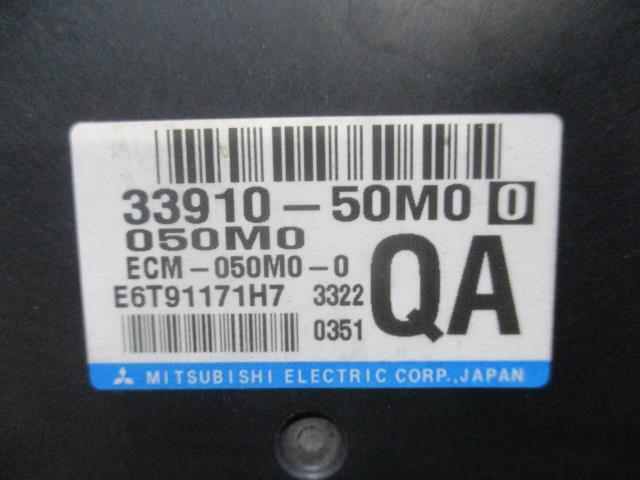 33910-50M0 0
050M0
ECM-050M0-0
QA
E6T91171H7 3322
0351
MITSUBISHI ELECTRIC CORP., JAPAN